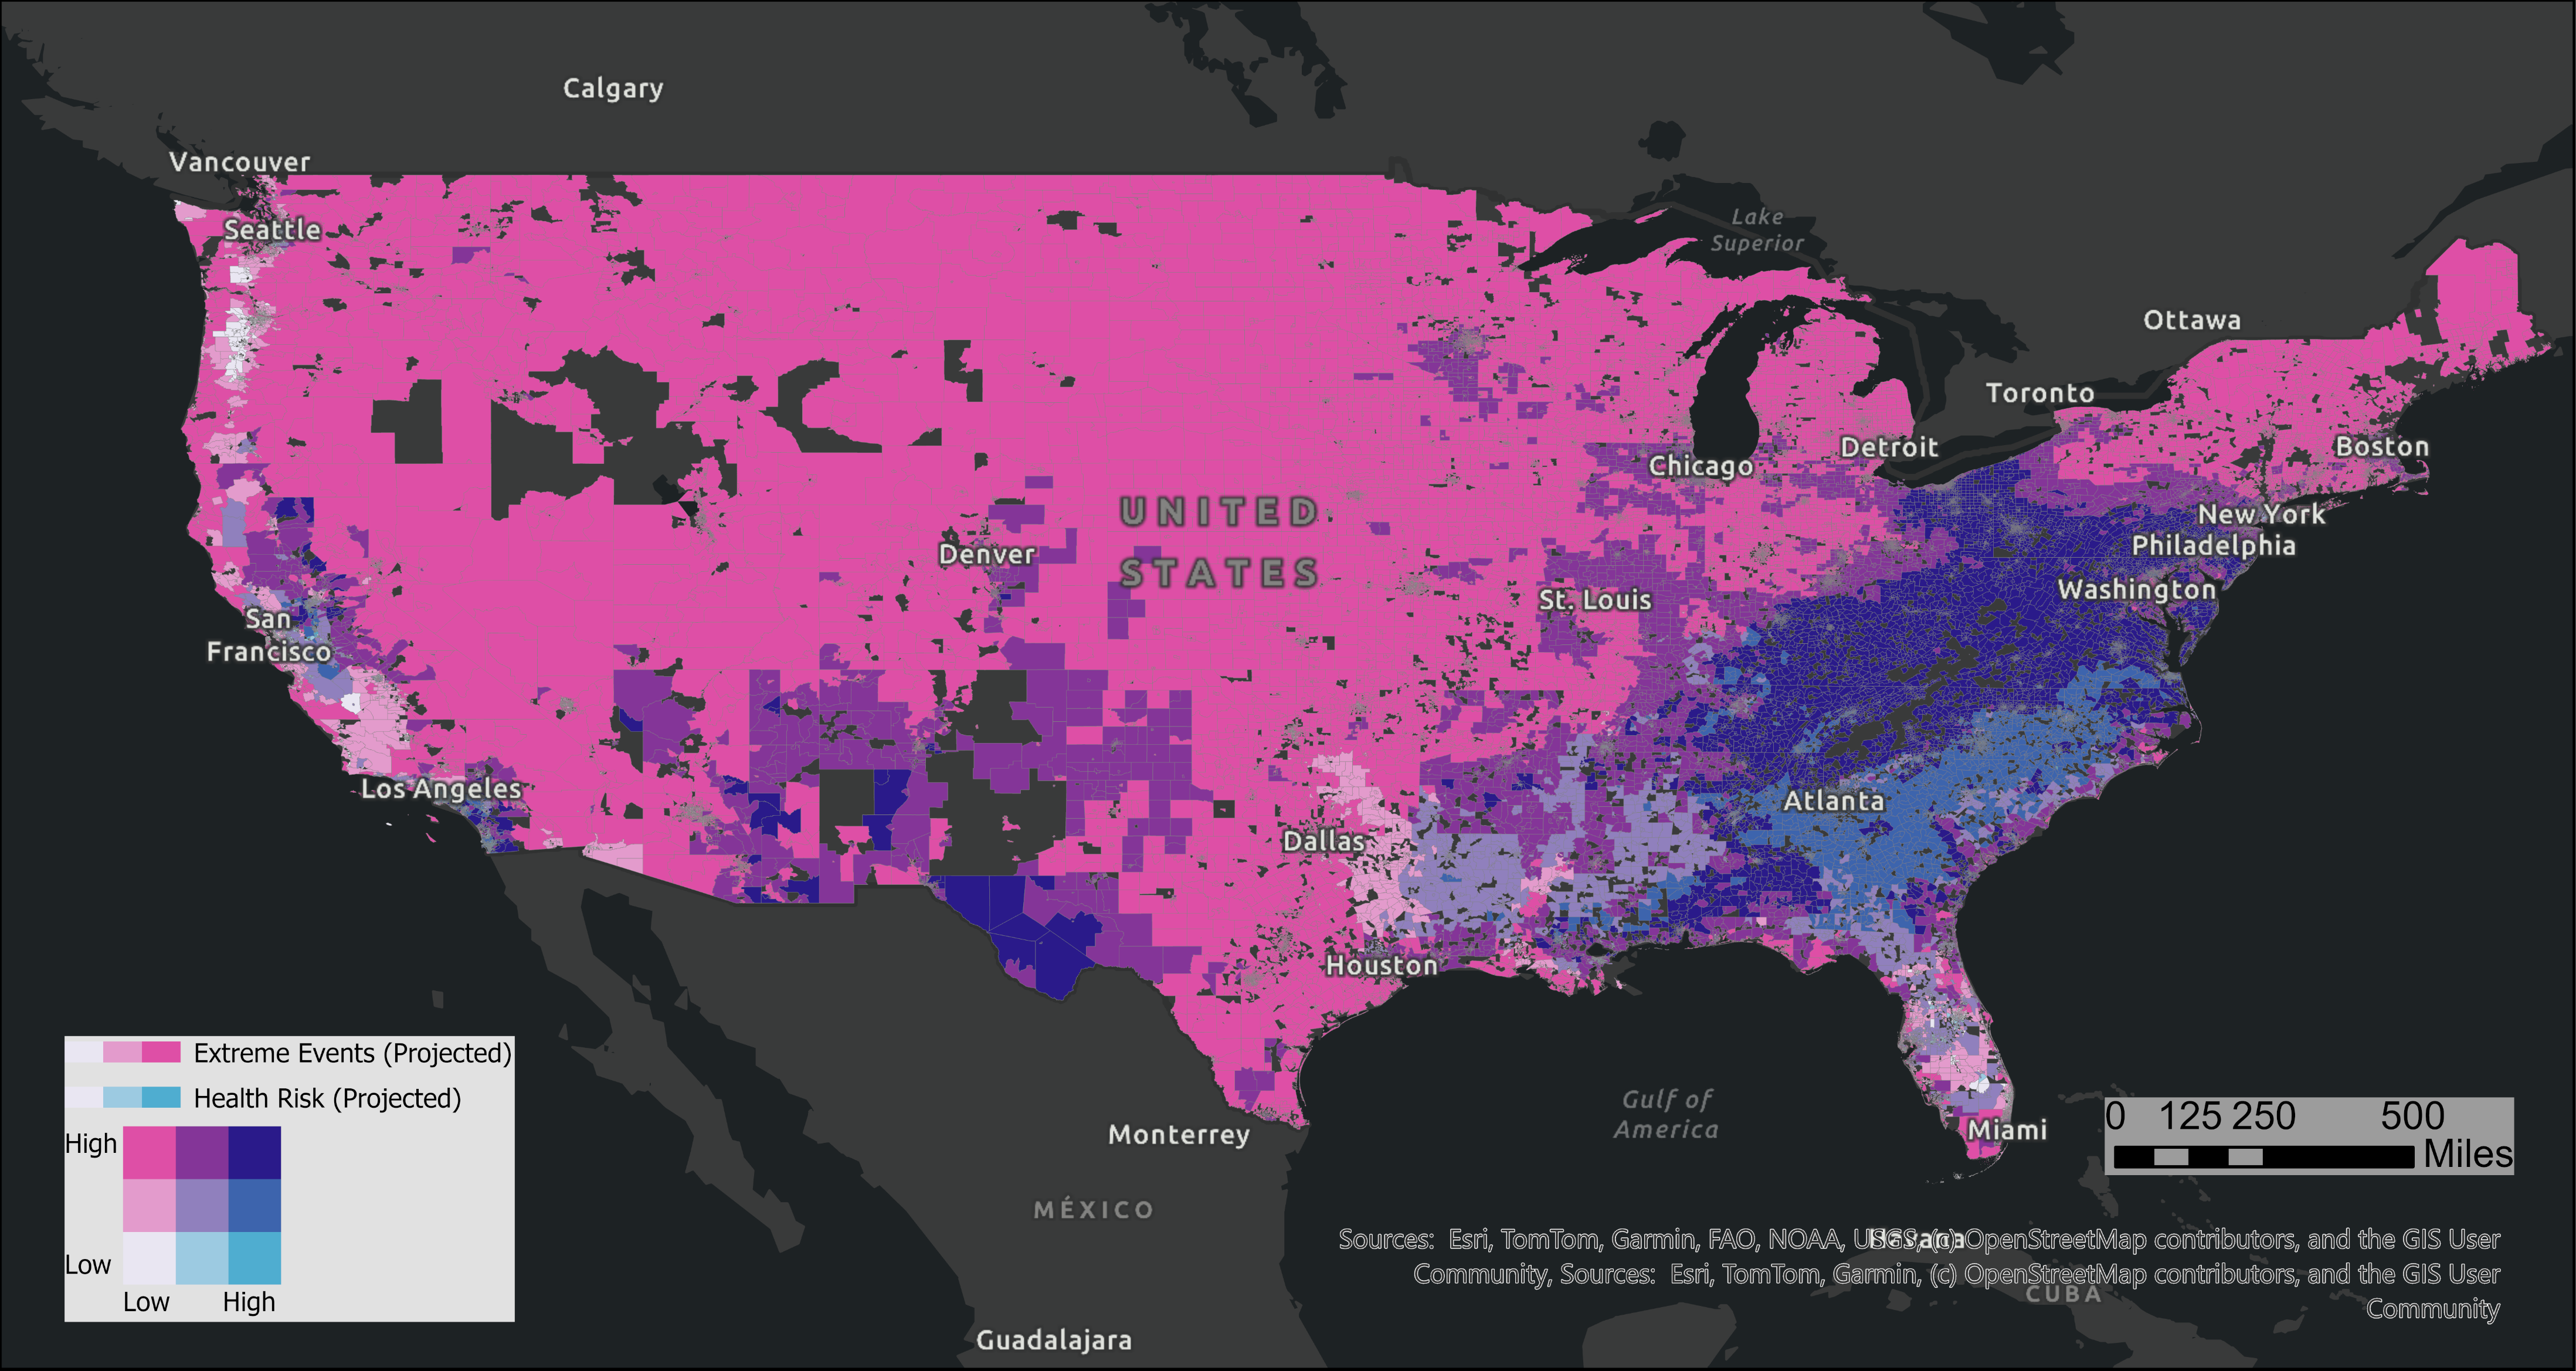 Calgary
Vancouver
Seattle
Lake
Superior
Ottawa
Toronto
Boston
Detroit
Chicago
UNITED
STATES
New York
Denver
Philadelphia
Washington
St. Louis
San
Francisco
Los Angeles
Atlanta
Dallas
Houston
Extreme Events (Projected)
Health Risk (Projected)
High
Low
Low High
Gulf of
America
Miami
0 125 250 500
Miles
Monterrey
MÉXICO
Havana
Sources: Esri, TomTom, Garmin, FAO, NOAA, USGS, (c) OpenStreetMap contributors, and the GIS User
Community, Sources: Esri, TomTom, Garmin, (c) OpenStreetMap contributors, and the GIS User
Community
CUBA
Guadalajara